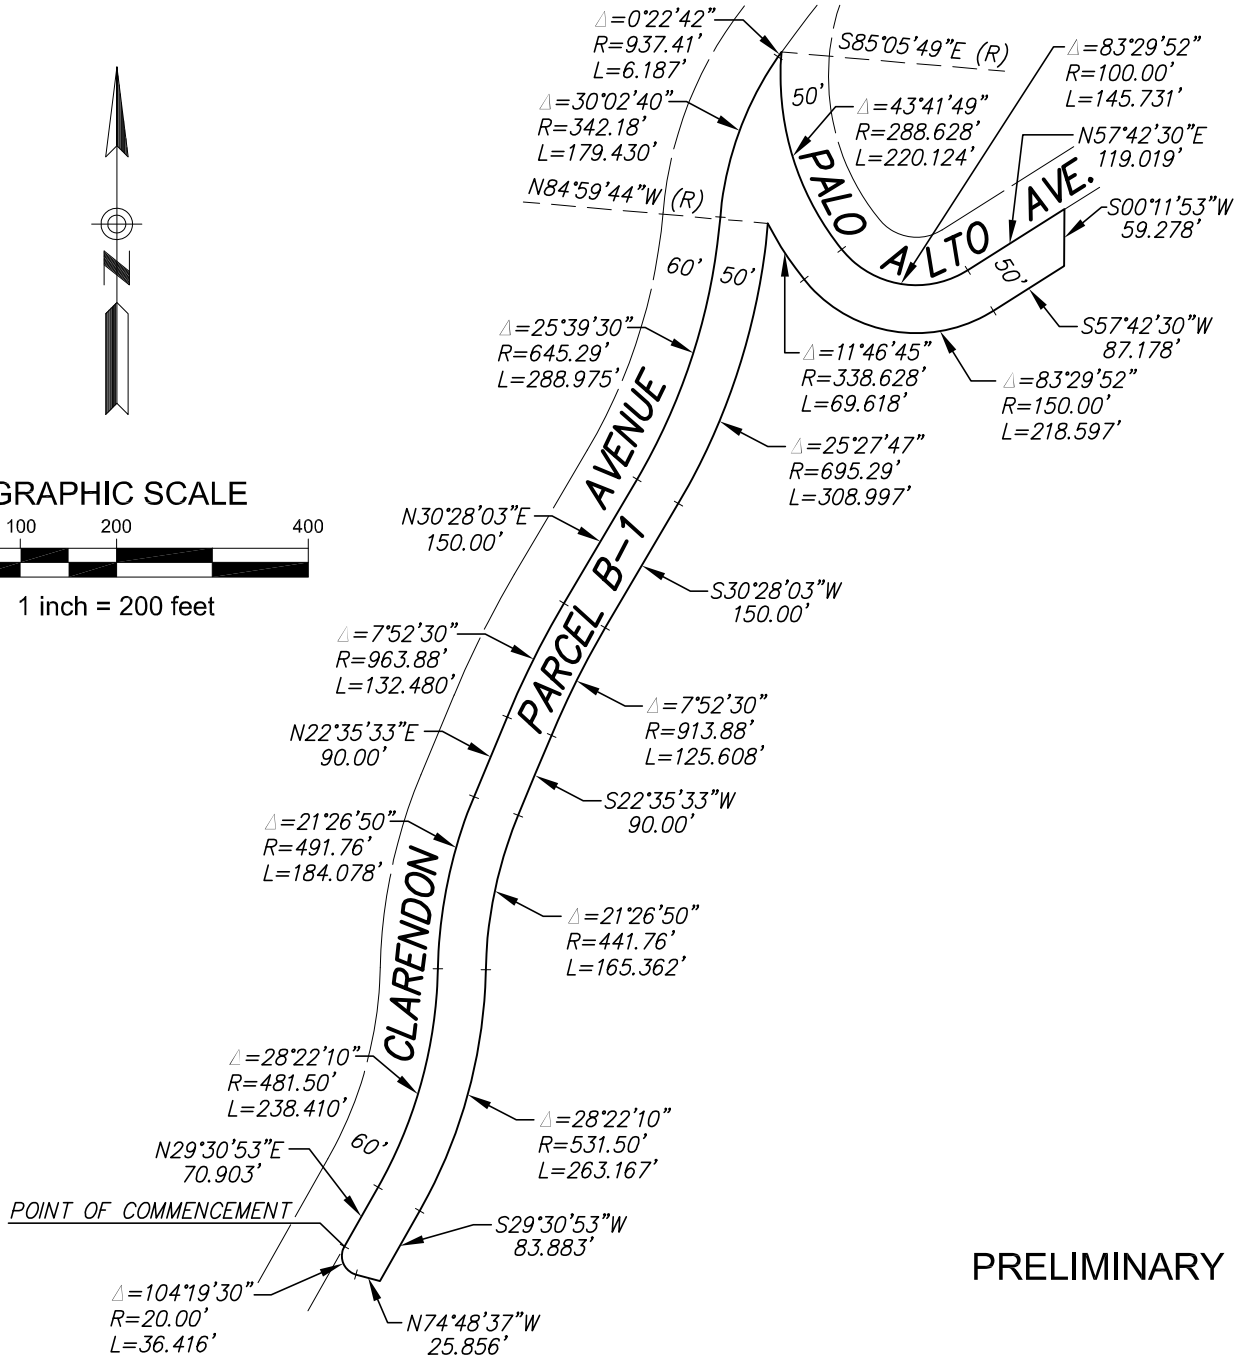 Δ=0°22'42"
R=937.41'
L=6.187'
S85°05'49"E (R)
Δ=83°29'52"
R=100.00'
L=145.731'
Δ=30°02'40"
R=342.18'
L=179.430'
50'
Δ=43°41'49"
R=288.628'
L=220.124'
N57°42'30"E
119.019'
N84°59'44"W (R)
PALO ALTO AVE.
S00°11'53"W
59.278'
60'
50'
50'
Δ=25°39'30"
R=645.29'
L=288.975'
S57°42'30"W
87.178'
Δ=11°46'45"
R=338.628'
L=69.618'
Δ=83°29'52"
R=150.00'
L=218.597'
Δ=25°27'47"
R=695.29'
L=308.997'
GRAPHIC SCALE
100 200 400
1 inch = 200 feet
N30°28'03"E
150.00'
CLARENDON AVENUE
PARCEL B-1
S30°28'03"W
150.00'
Δ=7°52'30"
R=963.88'
L=132.480'
Δ=7°52'30"
R=913.88'
L=125.608'
N22°35'33"E
90.00'
S22°35'33"W
90.00'
Δ=21°26'50"
R=491.76'
L=184.078'
Δ=21°26'50"
R=441.76'
L=165.362'
Δ=28°22'10"
R=481.50'
L=238.410'
Δ=28°22'10"
R=531.50'
L=263.167'
60'
N29°30'53"E
70.903'
POINT OF COMMENCEMENT
S29°30'53"W
83.883'
Δ=104°19'30"
R=20.00'
L=36.416'
N74°48'37"W
25.856'
PRELIMINARY
N